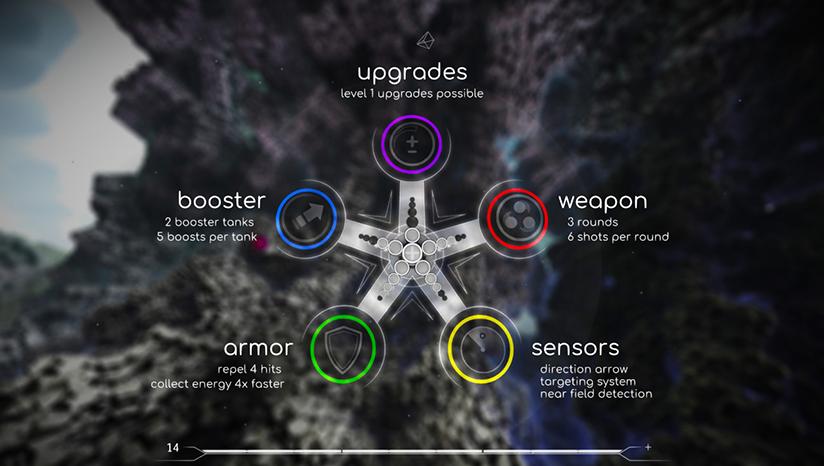 upgrades
level 1 upgrades possible
booster
2 booster tanks
5 boosts per tank
weapon
3 rounds
6 shots per round
armor
repel 4 hits
collect energy 4x faster
sensors
direction arrow
targeting system
near field detection
14
+